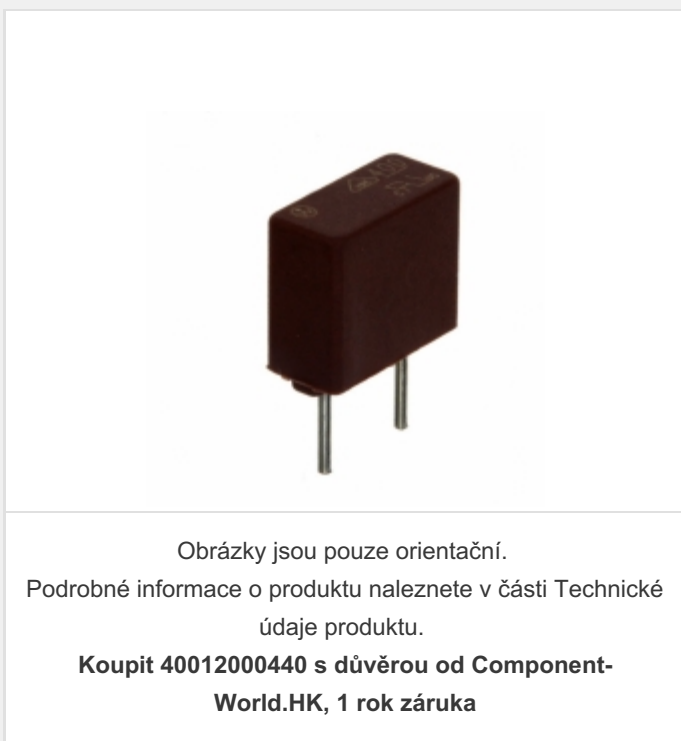 Obrázky jsou pouze orientační.
Podrobné informace o produktu naleznete v části Technické
údaje produktu.
Koupit 40012000440 s důvěrou od Component-
World.HK, 1 rok záruka